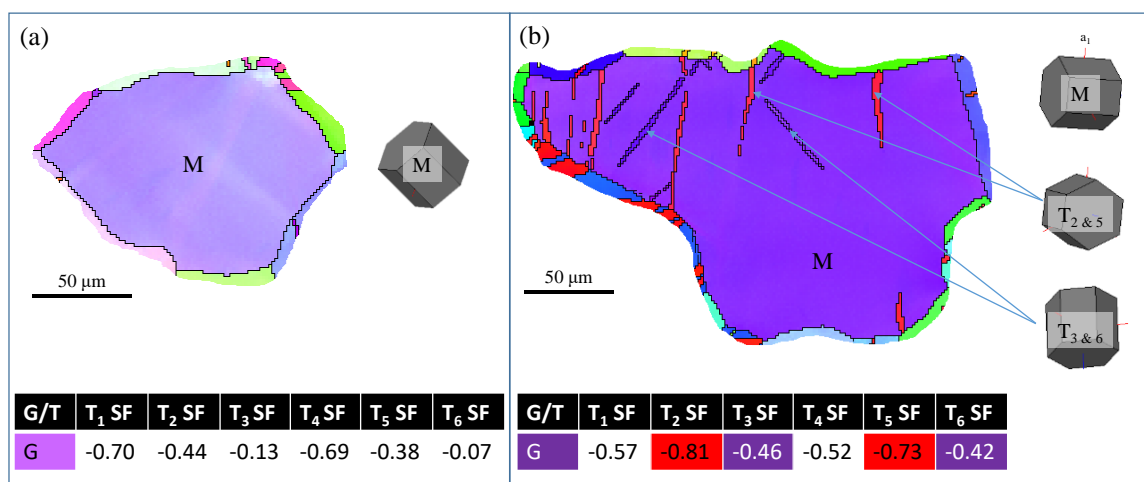 (a)
M
M
50 μm
G/T T1 SF T2 SF T3 SF T4 SF T5 SF T6 SF
G -0.70 -0.44 -0.13 -0.69 -0.38 -0.07
(b)
a1
M
T2 & 5
M
50 μm
T3 & 6
G/T T1 SF T2 SF T3 SF T4 SF T5 SF T6 SF
G -0.57 -0.81 -0.46 -0.52 -0.73 -0.42